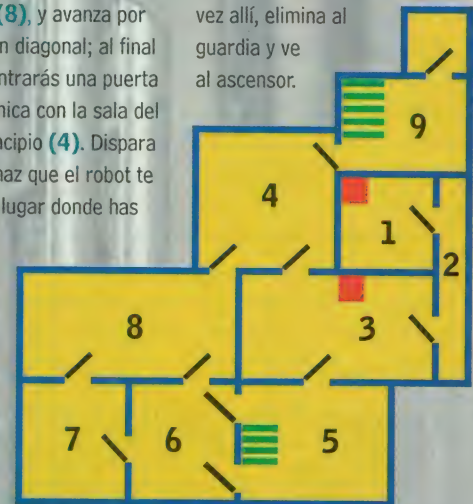 (8), y avanza por
n diagonal; al final
ntrarás una puerta
nica con la sala del
cipio (4). Dispara
naz que el robot te
lugar donde has
vez allí, elimina al
guardia y ve
al ascensor.
9
4
1
2
3
8
7
6
5